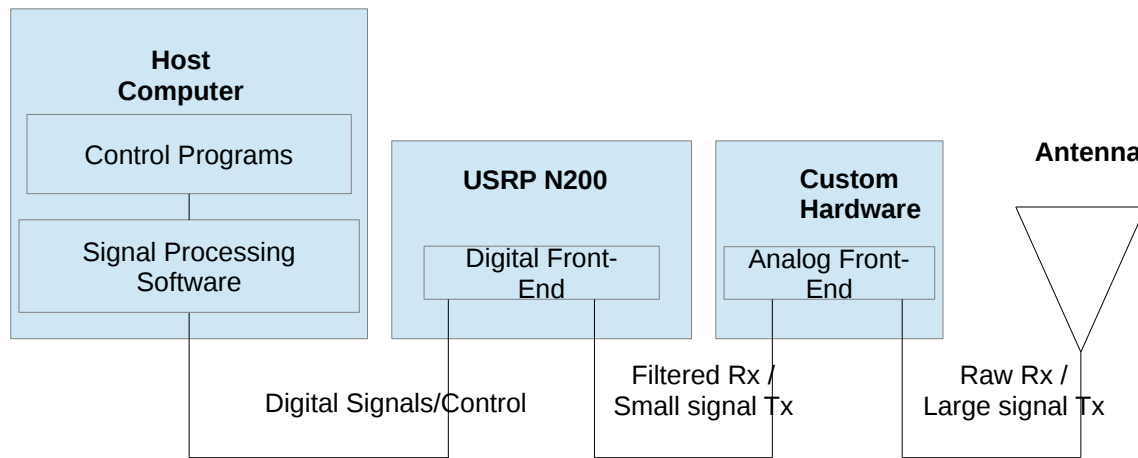 Host
Computer
Control Programs
Signal Processing
Software
USRP N200
Digital Front-
End
Custom
Hardware
Analog Front-
End
Antenna
Digital Signals/Control
Filtered Rx /
Small signal Tx
Raw Rx /
Large signal Tx